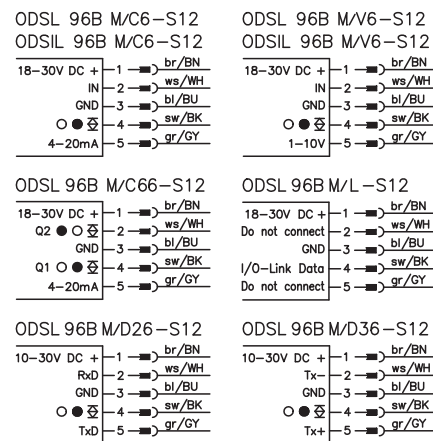 ODSL 96B M/C6-S12
ODSIL 96B M/C6-S12
18-30V DC + 1 br/BN
IN 2 ws/WH
GND 3 bl/BU
4 sw/BK
4-20mA 5 gr/GY
ODSL 96B M/V6-S12
ODSIL 96B M/V6-S12
18-30V DC + 1 br/BN
IN 2 ws/WH
GND 3 bl/BU
4 sw/BK
1-10V 5 gr/GY
ODSL 96B M/C66-S12
18-30V DC + 1 br/BN
Q2 2 ws/WH
GND 3 bl/BU
Q1 4 sw/BK
4-20mA 5 gr/GY
ODSL 96B M/L-S12
18-30V DC + 1 br/BN
Do not connect 2 ws/WH
GND 3 bl/BU
I/O-Link Data 4 sw/BK
Do not connect 5 gr/GY
ODSL 96B M/D26-S12
10-30V DC + 1 br/BN
RxD 2 ws/WH
GND 3 bl/BU
4 sw/BK
TxD 5 gr/GY
ODSL 96B M/D36-S12
10-30V DC + 1 br/BN
Tx- 2 ws/WH
GND 3 bl/BU
4 sw/BK
Tx+ 5 gr/GY